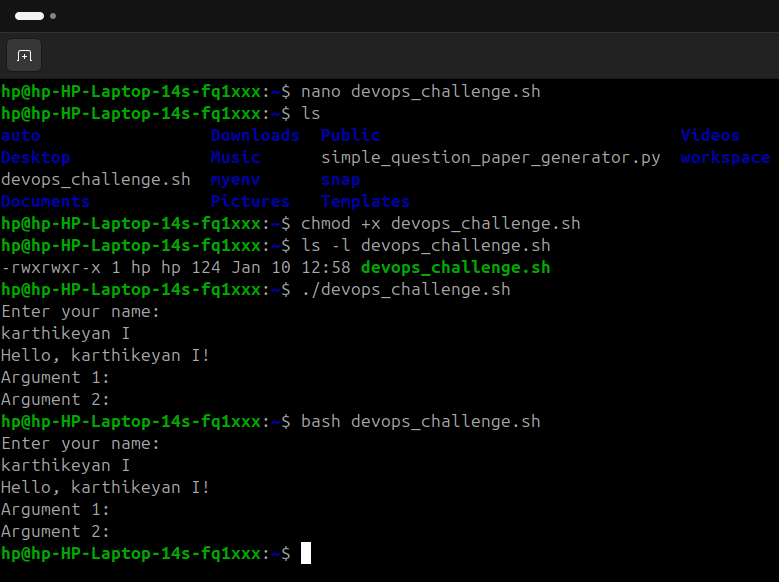 hp@hp-HP-Laptop-14s-fq1xxx:~$ nano devops_challenge.sh
hp@hp-HP-Laptop-14s-fq1xxx:~$ ls
auto                 Downloads  Public                              Videos
Desktop              Music      simple_question_paper_generator.py  workspace
devops_challenge.sh  myenv      snap
Documents            Pictures   Templates
hp@hp-HP-Laptop-14s-fq1xxx:~$ chmod +x devops_challenge.sh
hp@hp-HP-Laptop-14s-fq1xxx:~$ ls -l devops_challenge.sh
-rwxrwxr-x 1 hp hp 124 Jan 10 12:58 devops_challenge.sh
hp@hp-HP-Laptop-14s-fq1xxx:~$ ./devops_challenge.sh
Enter your name:
karthikeyan I
Hello, karthikeyan I!
Argument 1:
Argument 2:
hp@hp-HP-Laptop-14s-fq1xxx:~$ bash devops_challenge.sh
Enter your name:
karthikeyan I
Hello, karthikeyan I!
Argument 1:
Argument 2:
hp@hp-HP-Laptop-14s-fq1xxx:~$